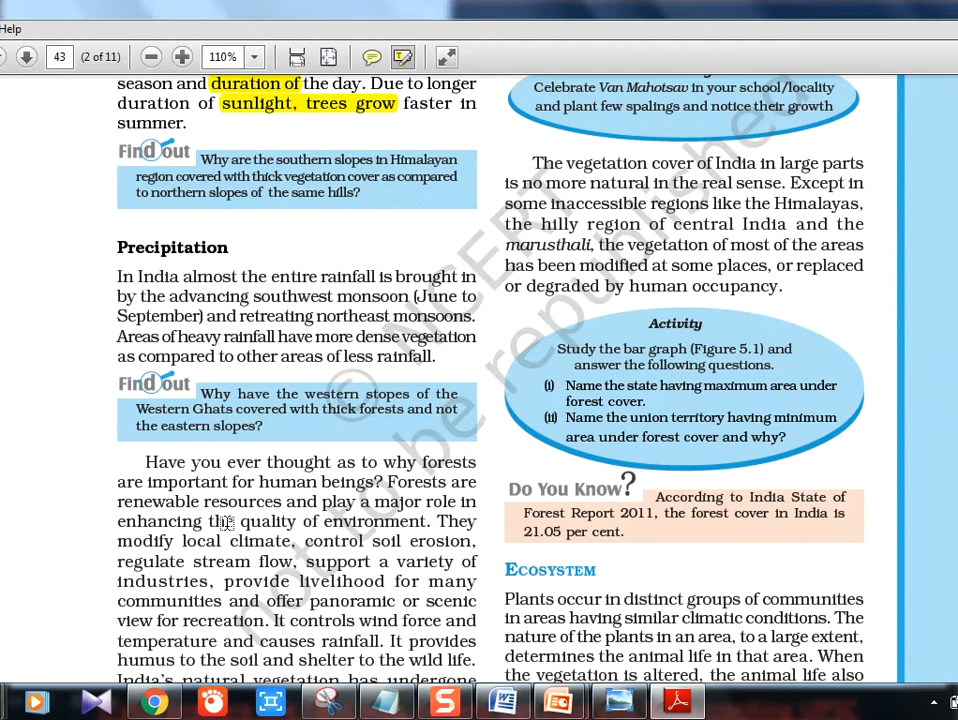 Help
43 (2 of 11) 110%
season and duration of the day. Due to longer
duration of sunlight, trees grow faster in
summer.
Find out Why are the southern slopes in Himalayan
region covered with thick vegetation cover as compared
to northern slopes of the same hills?
Precipitation
In India almost the entire rainfall is brought in
by the advancing southwest monsoon (June to
September) and retreating northeast monsoons.
Areas of heavy rainfall have more dense vegetation
as compared to other areas of less rainfall.
Find out Why have the western stopes of the
Western Ghats covered with thick forests and not
the eastern slopes?
Have you ever thought as to why forests
are important for human beings? Forests are
renewable resources and play a major role in
enhancing the quality of environment. They
modify local climate, control soil erosion,
regulate stream flow, support a variety of
industries, provide livelihood for many
communities and offer panoramic or scenic
view for recreation. It controls wind force and
temperature and causes rainfall. It provides
humus to the soil and shelter to the wild life.
India's natural vegetation has undergone
Celebrate Van Mahotsav in your school/locality
and plant few spalings and notice their growth
The vegetation cover of India in large parts
is no more natural in the real sense. Except in
some inaccessible regions like the Himalayas,
the hilly region of central India and the
marusthali, the vegetation of most of the areas
has been modified at some places, or replaced
or degraded by human occupancy.
Activity
Study the bar graph (Figure 5.1) and
answer the following questions.
(i) Name the state having maximum area under
forest cover.
(ii) Name the union territory having minimum
area under forest cover and why?
Do You Know? According to India State of
Forest Report 2011, the forest cover in India is
21.05 per cent.
ECOSYSTEM
Plants occur in distinct groups of communities
in areas having similar climatic conditions. The
nature of the plants in an area, to a large extent,
determines the animal life in that area. When
the vegetation is altered, the animal life also
© NCERT
not to be republished